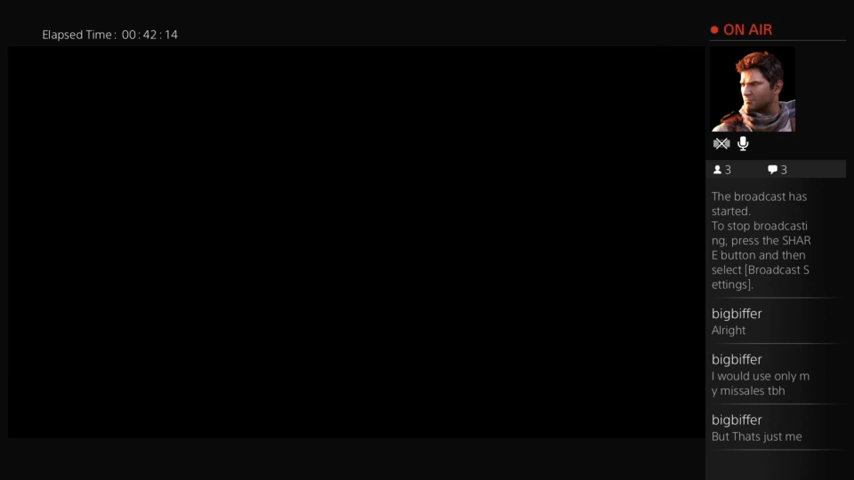 Elapsed Time: 00:42:14
ON AIR
3 3
The broadcast has
started.
To stop broadcasti
ng, press the SHAR
E button and then
select [Broadcast S
ettings].
bigbiffer
Alright
bigbiffer
I would use only m
y missales tbh
bigbiffer
But Thats just me